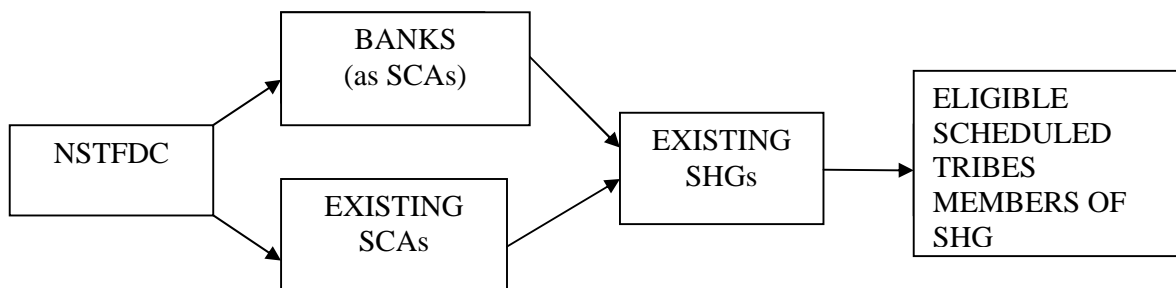 NSTFDC
BANKS
(as SCAs)
EXISTING
SCAs
EXISTING
SHGs
ELIGIBLE
SCHEDULED
TRIBES
MEMBERS OF
SHG